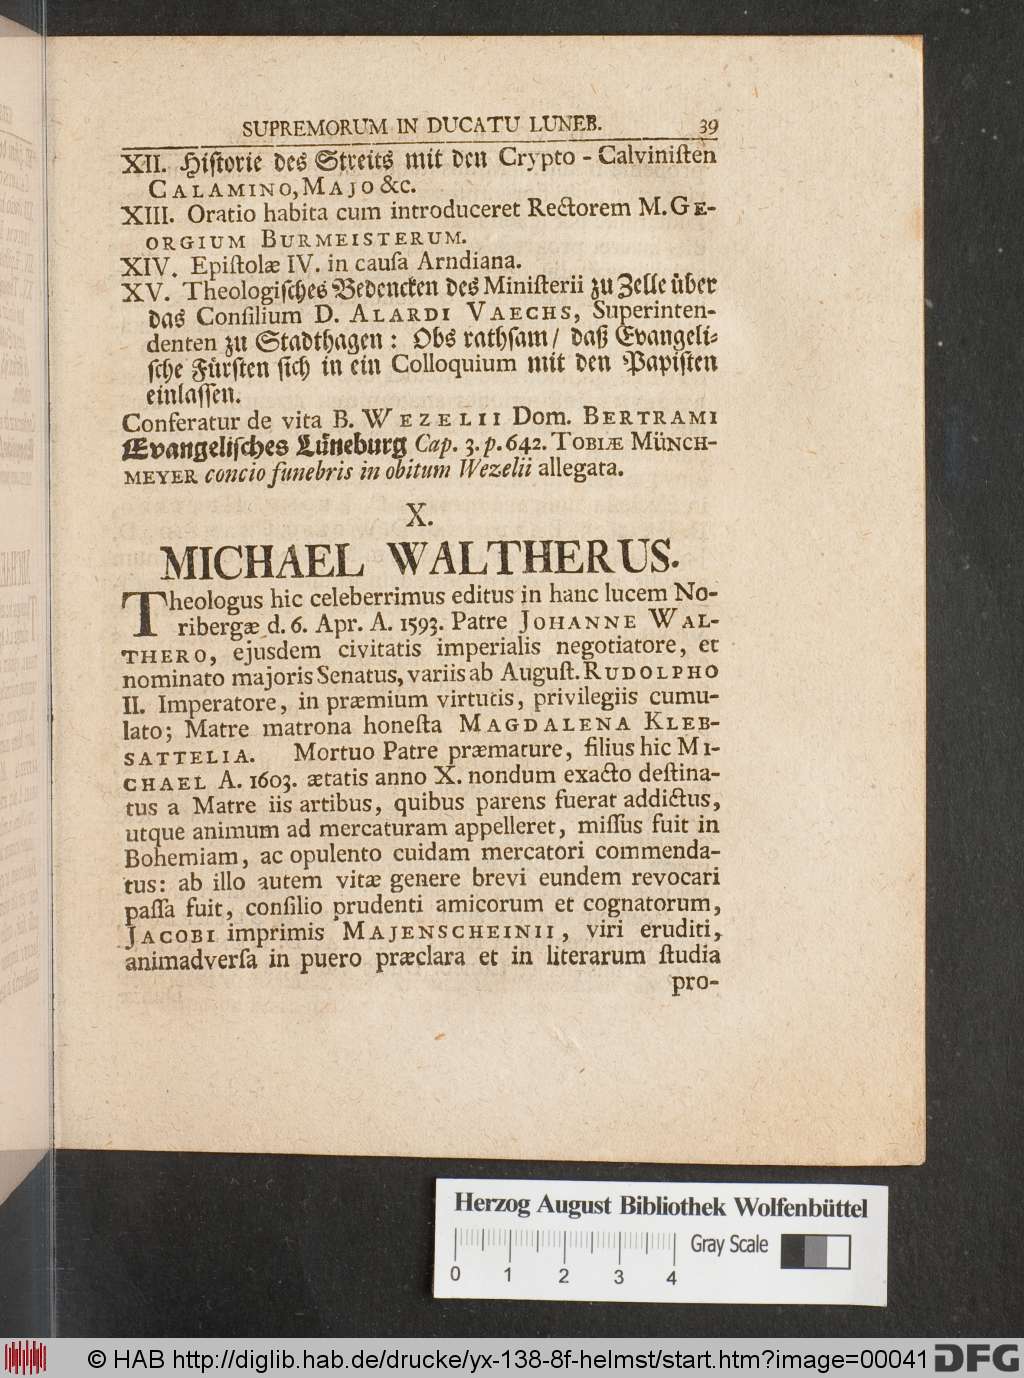 SUPREMORUM IN DUCATU LUNEB. 39
XII. Hiſtorie des Streits mit den Crypto-Calviniſten
CALAMINO, MAJO &c.
XIII. Oratio habita cum introduceret Rectorem M. GE-
ORGIUM BURMEISTERUM.
XIV. Epiſtolæ IV. in cauſa Arndiana.
XV. Theologiſches Bedencken des Miniſterii zu Zelle über
das Conſilium D. ALARDI VAECHS, Superinten-
denten zu Stadthagen: Obs rathſam/ daß Evangeli-
ſche Fürſten ſich in ein Colloquium mit den Papiſten
einlaſſen.
Conferatur de vita B. WEZELII Dom. BERTRAMI
Evangeliſches Lüneburg Cap. 3. p. 642. TOBIÆ MÜNCH-
MEYER concio funebris in obitum Wezelii allegata.
X.
MICHAEL WALTHERUS.
Theologus hic celeberrimus editus in hanc lucem No-
ribergæ d. 6. Apr. A. 1593. Patre JOHANNE WAL-
THERO, ejusdem civitatis imperialis negotiatore, et
nominato majoris Senatus, variis ab Auguſt. RUDOLPHO
II. Imperatore, in præmium virtutis, privilegiis cumu-
lato; Matre matrona honeſta MAGDALENA KLEB-
SATTELIA. Mortuo Patre præmature, filius hic MI-
CHAEL A. 1603. ætatis anno X. nondum exacto deſtina-
tus a Matre iis artibus, quibus parens fuerat addictus,
utque animum ad mercaturam appelleret, miſſus fuit in
Bohemiam, ac opulento cuidam mercatori commenda-
tus: ab illo autem vitæ genere brevi eundem revocari
paſſa fuit, conſilio prudenti amicorum et cognatorum,
JACOBI imprimis MAJENSCHEINII, viri eruditi,
animadverſa in puero præclara et in literarum ſtudia
pro-
Herzog August Bibliothek Wolfenbüttel
Gray Scale
0 1 2 3 4
© HAB http://diglib.hab.de/drucke/yx-138-8f-helmst/start.htm?image=00041 DFG